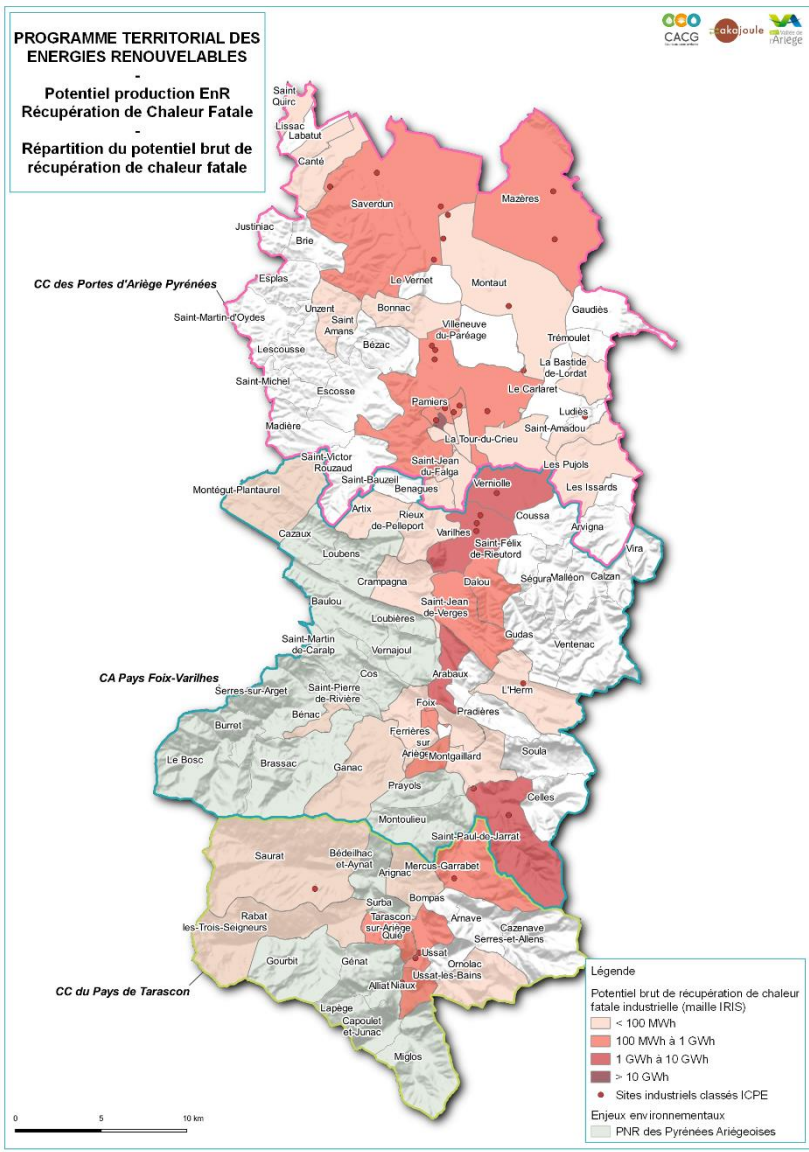 PROGRAMME TERRITORIAL DES
ENERGIES RENOUVELABLES
-
Potentiel production EnR
Récupération de Chaleur Fatale
-
Répartition du potentiel brut de
récupération de chaleur fatale
CACG
akajoule
Vallée de
l'Ariège
Saint
Quirc
Lissac
Labatut
Canté
Saverdun
Mazères
Justiniac
Brie
CC des Portes d'Ariège Pyrénées
Esplas
Le Vernet
Montaut
Saint-Martin-d'Oydes
Unzent
Bonnac
Gaudiès
Saint
Amans
Villeneuve
du-Paréage
Trémoulet
Lescousse
Bézac
La Bastide
de-Lordat
Saint-Michel
Escosse
Le Carlaret
Pamiers
Ludiès
Madière
Saint-Amadou
La Tour-du-Crieu
Saint-Victor
Rouzaud
Saint-Jean
du-Falga
Les Pujols
Saint-Bauzeil
Verniolle
Montégut-Plantaurel
Benagues
Les Issards
Artix
Rieux
de-Pelleport
Coussa
Arvigna
Cazaux
Varilhes
Saint-Félix
de-Rieutord
Vira
Loubens
Crampagna
Dalou
Ségura
Malléon
Calzan
Baulou
Saint-Jean
de-Verges
Loubières
Gudas
Saint-Martin
de-Caralp
Vernajoul
Ventenac
CA Pays Foix-Varilhes
Cos
Arabaux
Serres-sur-Arget
Saint-Pierre
de-Rivière
L'Herm
Foix
Bénac
Pradières
Burret
Ferrières
sur
Ariège
Soula
Le Bosc
Brassac
Ganac
Montgaillard
Prayols
Celles
Montoulieu
Saint-Paul-de-Jarrat
Saurat
Bédeilhac
et-Aynat
Arignac
Mercus-Garrabet
Bompas
Surba
Rabat
les-Trois-Seigneurs
Tarascon
sur-Ariège
Arnave
Quié
Cazenave
Serres-et-Allens
Gourbit
Génat
Ussat
Ornolac
Ussat-les-Bains
CC du Pays de Tarascon
Alliat
Niaux
Lapège
Capoulet
et-Junac
Miglos
Légende
Potentiel brut de récupération de chaleur
fatale industrielle (maille IRIS)
< 100 MWh
100 MWh à 1 GWh
1 GWh à 10 GWh
> 10 GWh
Sites industriels classés ICPE
Enjeux environnementaux
PNR des Pyrénées Ariégeoises
0 5 10 km